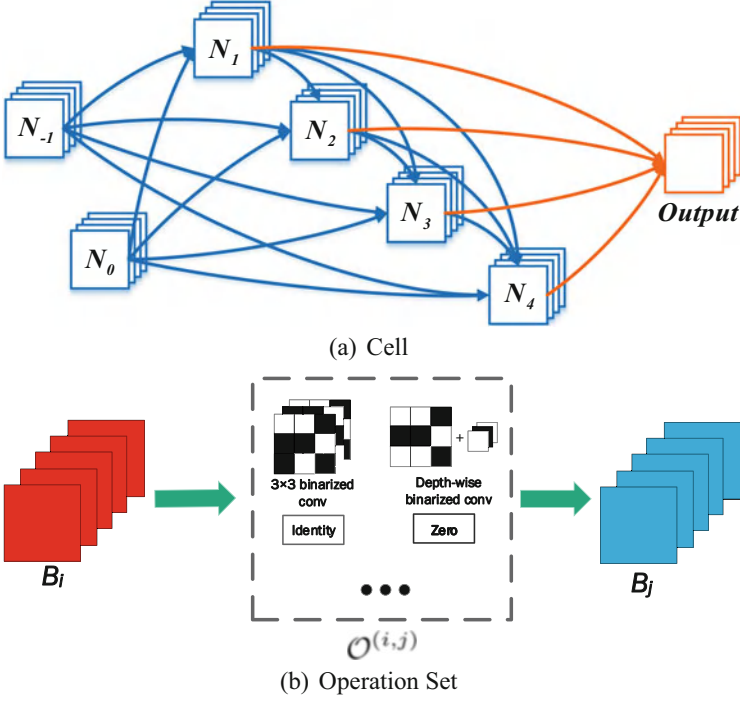 N₁
N₋₁
N₂
N₃
N₀
N₄
Output
(a) Cell
3×3 binarized
conv
Identity
+
Depth-wise
binarized conv
Zero
•••
Bᵢ
Bⱼ
𝒪⁽ⁱ,ʲ⁾
(b) Operation Set